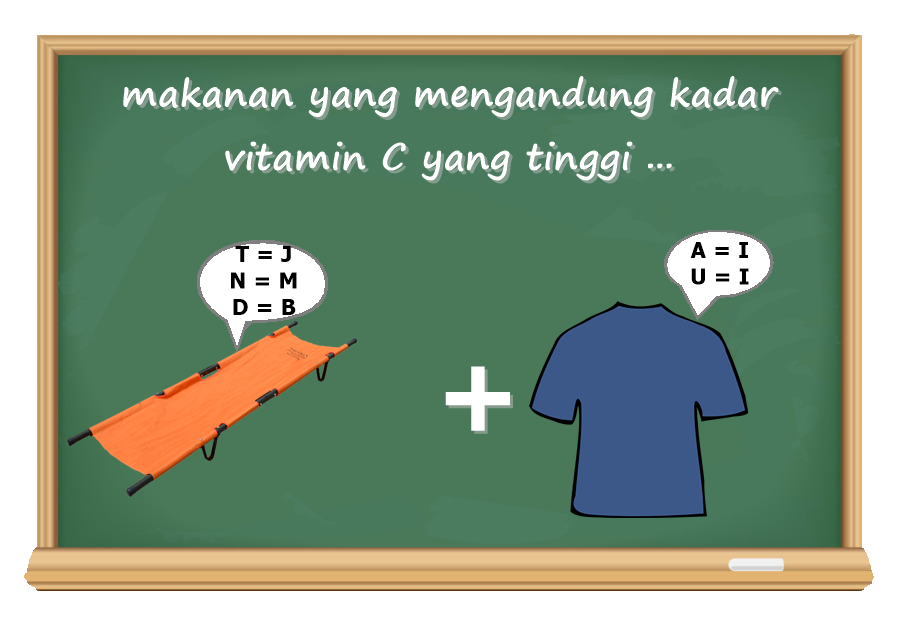 makanan yang mengandung kadar
vitamin C yang tinggi ...
T = J
N = M
D = B
A = I
U = I